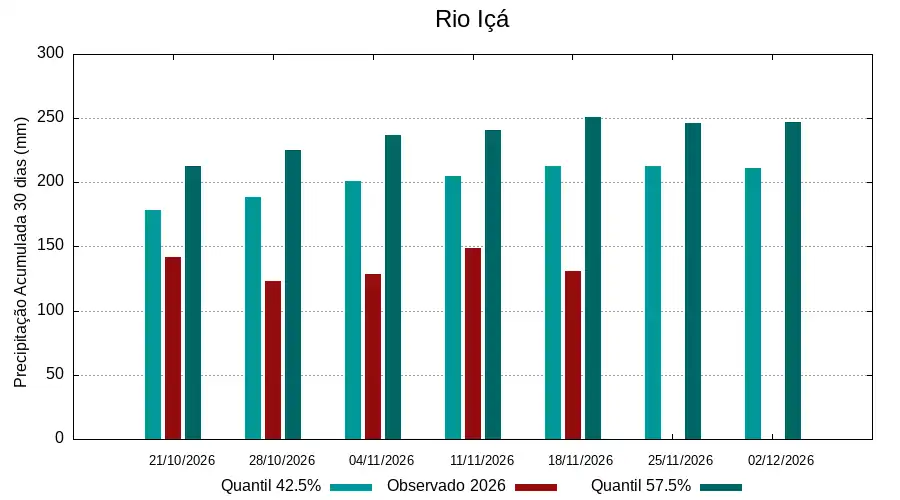 Rio Içá
Precipitação Acumulada 30 dias (mm)
300
250
200
150
100
50
0
21/10/2026 28/10/2026 04/11/2026 11/11/2026 18/11/2026 25/11/2026 02/12/2026
Quantil 42.5% Observado 2026 Quantil 57.5%